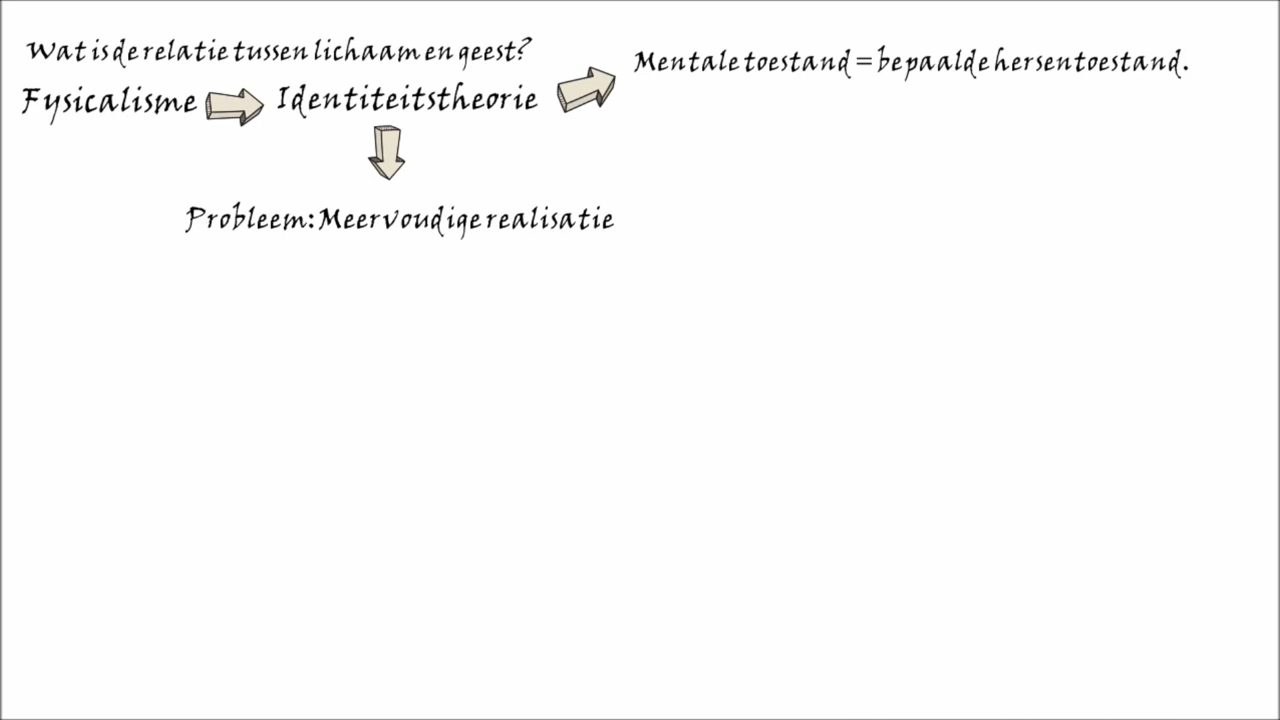 Wat is de relatie tussen lichaam en geest?
Mentale toestand = bepaalde hersentoestand.
Fysicalisme
Identiteitstheorie
Probleem: Meervoudige realisatie